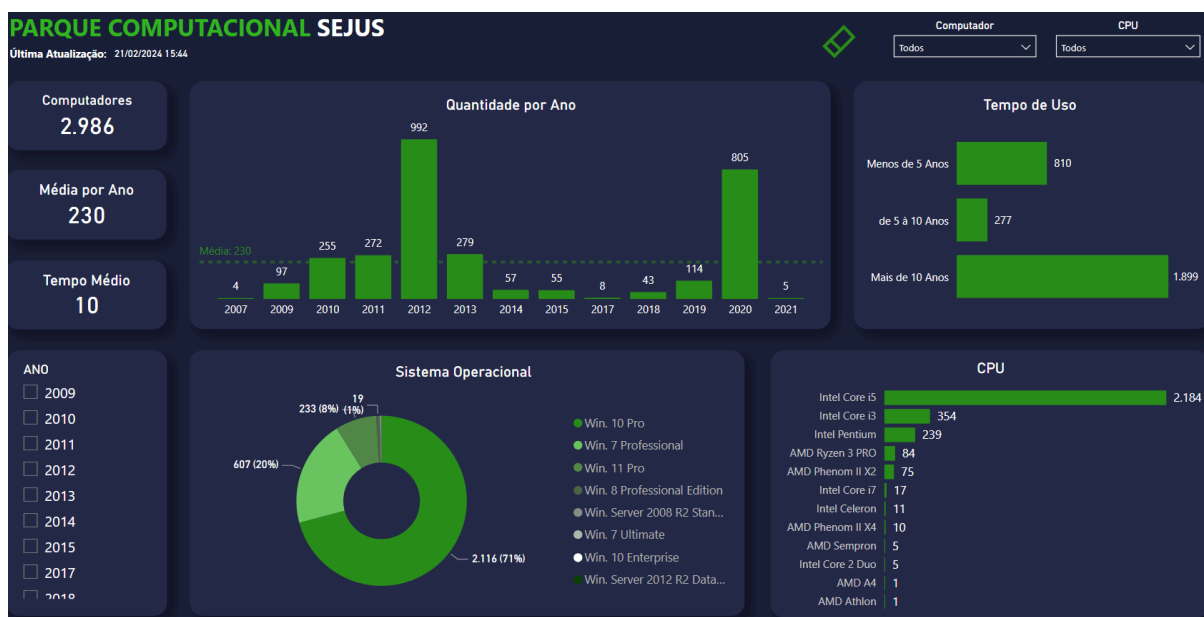 PARQUE COMPUTACIONAL SEJUS
Última Atualização: 21/02/2024 15:44
Computador
Todos
CPU
Todos
Computadores
2.986
Média por Ano
230
Tempo Médio
10
Quantidade por Ano
Média: 230
4
97
255
272
992
279
57
55
8
43
114
805
5
2007 2009 2010 2011 2012 2013 2014 2015 2017 2018 2019 2020 2021
Tempo de Uso
Menos de 5 Anos 810
de 5 à 10 Anos 277
Mais de 10 Anos 1.899
ANO
2009
2010
2011
2012
2013
2014
2015
2017
2018
Sistema Operacional
19
(1%)
233 (8%)
607 (20%)
2.116 (71%)
Win. 10 Pro
Win. 7 Professional
Win. 11 Pro
Win. 8 Professional Edition
Win. Server 2008 R2 Stan...
Win. 7 Ultimate
Win. 10 Enterprise
Win. Server 2012 R2 Data...
CPU
Intel Core i5 2.184
Intel Core i3 354
Intel Pentium 239
AMD Ryzen 3 PRO 84
AMD Phenom II X2 75
Intel Core i7 17
Intel Celeron 11
AMD Phenom II X4 10
AMD Sempron 5
Intel Core 2 Duo 5
AMD A4 1
AMD Athlon 1